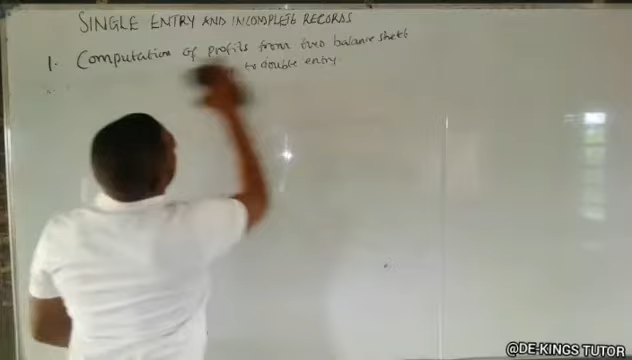 SINGLE ENTRY AND INCOMPLETE RECORDS
1. Computation of profits from two balance sheets
to double entry.
@DE-KINGS TUTOR